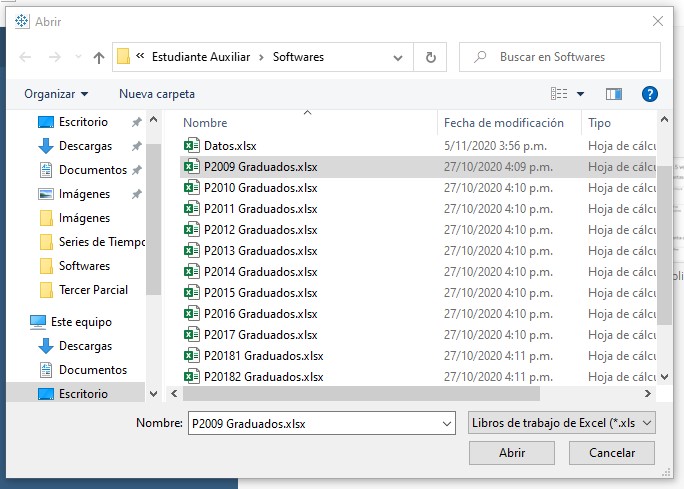 Abrir
« Estudiante Auxiliar > Softwares
Buscar en Softwares
Organizar Nueva carpeta
Escritorio
Descargas
Documentos
Imágenes
Imágenes
Series de Tiempo
Softwares
Tercer Parcial
Este equipo
Descargas
Documentos
Escritorio
Nombre Fecha de modificación Tipo
Datos.xlsx 5/11/2020 3:56 p.m. Hoja de cálcu
P2009 Graduados.xlsx 27/10/2020 4:09 p.m. Hoja de cálcu
P2010 Graduados.xlsx 27/10/2020 4:10 p.m. Hoja de cálcu
P2011 Graduados.xlsx 27/10/2020 4:10 p.m. Hoja de cálcu
P2012 Graduados.xlsx 27/10/2020 4:10 p.m. Hoja de cálcu
P2013 Graduados.xlsx 27/10/2020 4:10 p.m. Hoja de cálcu
P2014 Graduados.xlsx 27/10/2020 4:10 p.m. Hoja de cálcu
P2015 Graduados.xlsx 27/10/2020 4:10 p.m. Hoja de cálcu
P2016 Graduados.xlsx 27/10/2020 4:10 p.m. Hoja de cálcu
P2017 Graduados.xlsx 27/10/2020 4:10 p.m. Hoja de cálcu
P20181 Graduados.xlsx 27/10/2020 4:11 p.m. Hoja de cálcu
P20182 Graduados.xlsx 27/10/2020 4:11 p.m. Hoja de cálcu
Nombre: P2009 Graduados.xlsx Libros de trabajo de Excel (*.xls
Abrir Cancelar